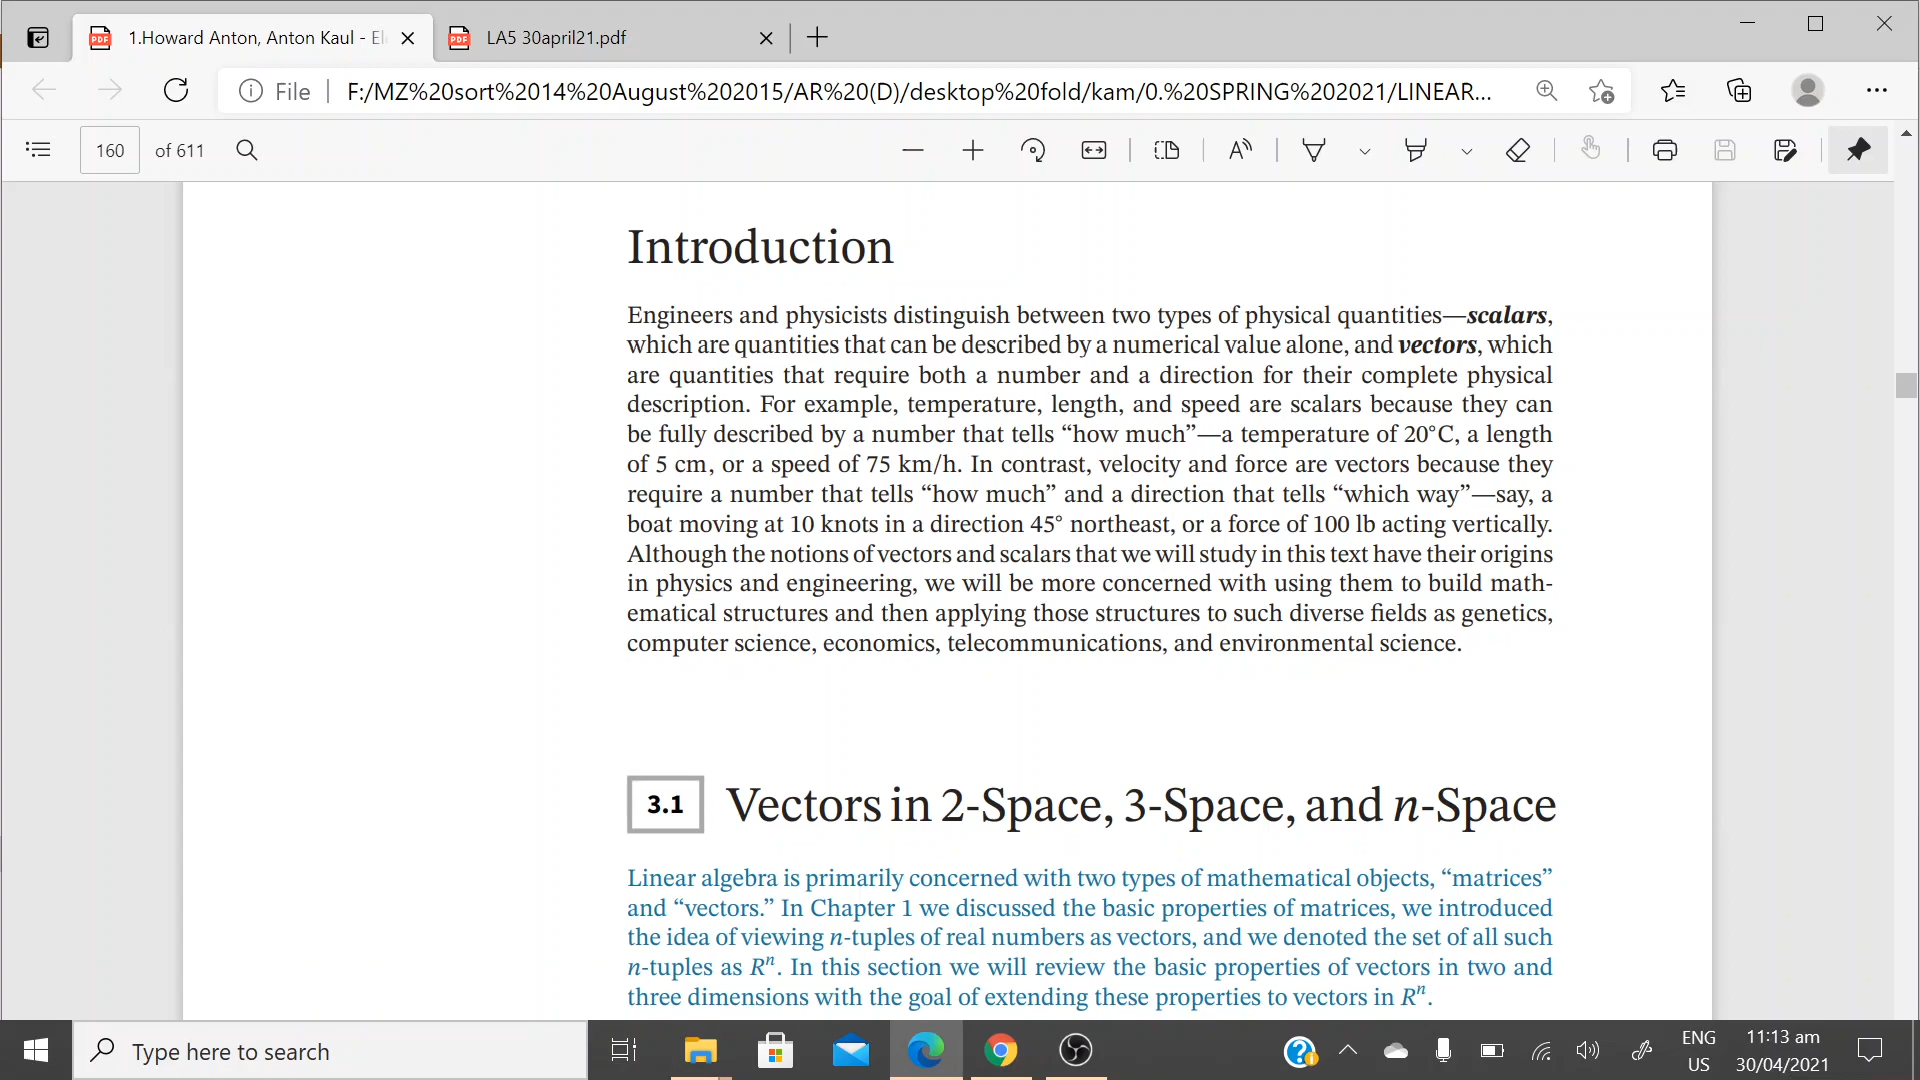 1.Howard Anton, Anton Kaul - Ele
LA5 30april21.pdf
File
F:/MZ%20sort%2014%20August%202015/AR%20(D)/desktop%20fold/kam/0.%20SPRING%202021/LINEAR...
160 of 611
Introduction
Engineers and physicists distinguish between two types of physical quantities—scalars,
which are quantities that can be described by a numerical value alone, and vectors, which
are quantities that require both a number and a direction for their complete physical
description. For example, temperature, length, and speed are scalars because they can
be fully described by a number that tells “how much”—a temperature of 20°C, a length
of 5 cm, or a speed of 75 km/h. In contrast, velocity and force are vectors because they
require a number that tells “how much” and a direction that tells “which way”—say, a
boat moving at 10 knots in a direction 45° northeast, or a force of 100 lb acting vertically.
Although the notions of vectors and scalars that we will study in this text have their origins
in physics and engineering, we will be more concerned with using them to build math-
ematical structures and then applying those structures to such diverse fields as genetics,
computer science, economics, telecommunications, and environmental science.
3.1 Vectors in 2-Space, 3-Space, and n-Space
Linear algebra is primarily concerned with two types of mathematical objects, “matrices”
and “vectors.” In Chapter 1 we discussed the basic properties of matrices, we introduced
the idea of viewing n-tuples of real numbers as vectors, and we denoted the set of all such
n-tuples as Rⁿ. In this section we will review the basic properties of vectors in two and
three dimensions with the goal of extending these properties to vectors in Rⁿ.
Type here to search
ENG
US
11:13 am
30/04/2021